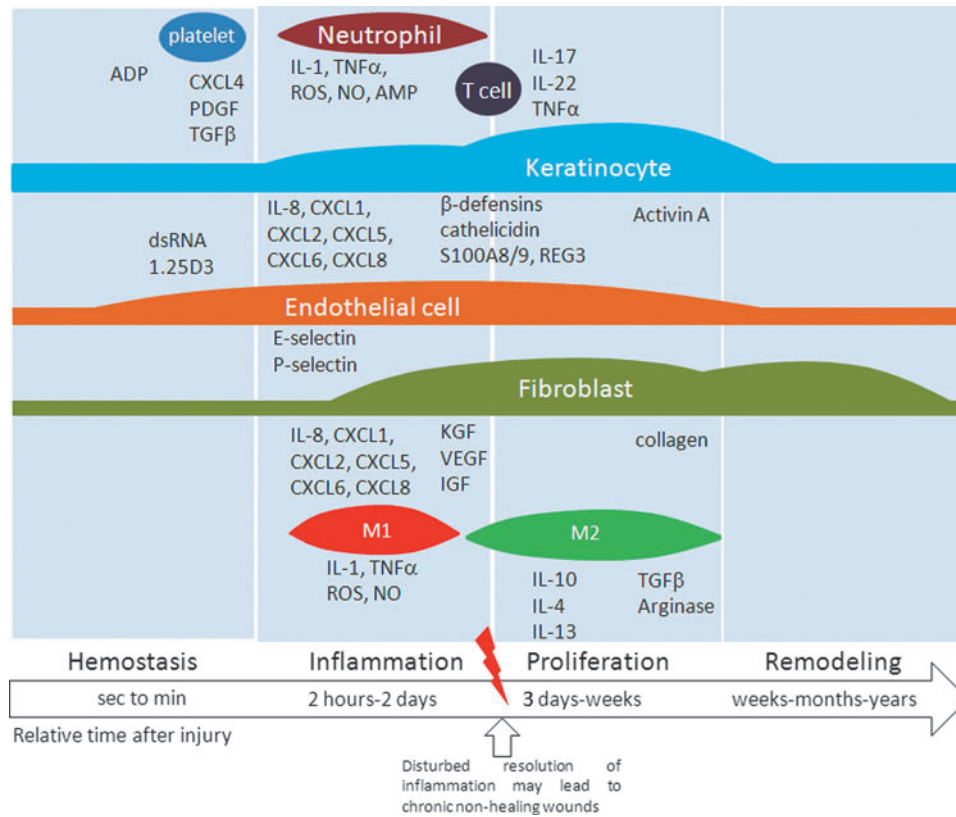 platelet
Neutrophil
ADP
CXCL4
PDGF
TGFβ
IL-1, TNFα,
ROS, NO, AMP
T cell
IL-17
IL-22
TNFα
Keratinocyte
dsRNA
1.25D3
IL-8, CXCL1,
CXCL2, CXCL5,
CXCL6, CXCL8
β-defensins
cathelicidin
S100A8/9, REG3
Activin A
Endothelial cell
E-selectin
P-selectin
Fibroblast
IL-8, CXCL1,
CXCL2, CXCL5,
CXCL6, CXCL8
KGF
VEGF
IGF
collagen
M1
M2
IL-1, TNFα
ROS, NO
IL-10
IL-4
IL-13
TGFβ
Arginase
Hemostasis
Inflammation
Proliferation
Remodeling
sec to min
2 hours-2 days
3 days-weeks
weeks-months-years
Relative time after injury
Disturbed resolution of
inflammation may lead to
chronic non-healing wounds